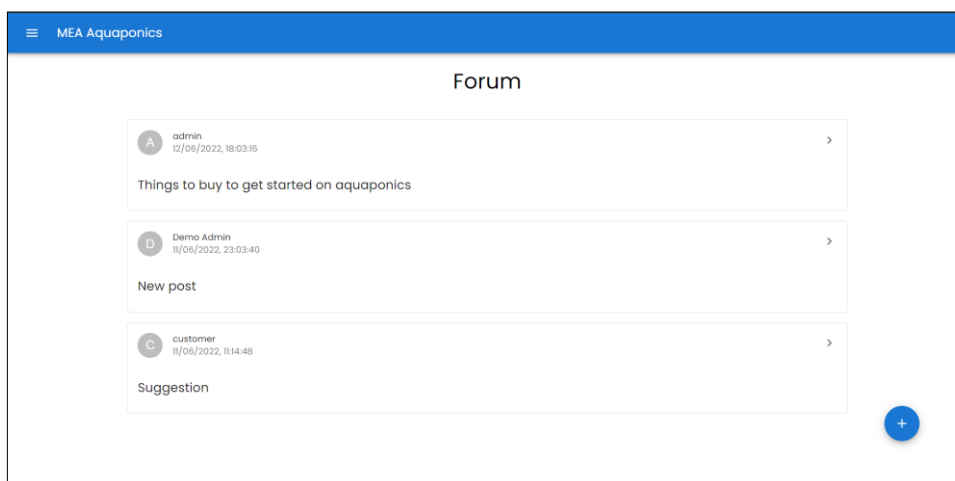 MEA Aquaponics
Forum
A
admin
12/06/2022, 18:03:16
Things to buy to get started on aquaponics
D
Demo Admin
11/06/2022, 23:03:40
New post
C
customer
11/06/2022, 11:14:48
Suggestion
+